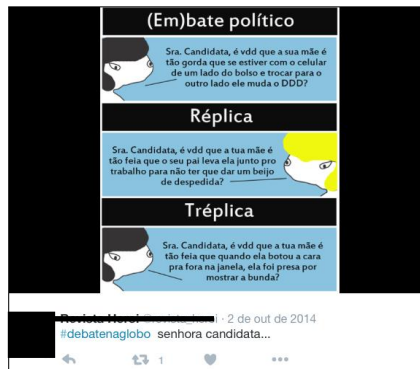 (Em)bate político
Sra. Candidata, é vdd que a sua mãe é
tão gorda que se estiver com o celular
de um lado do bolso e trocar para o
outro lado ele muda o DDD?
Réplica
Sra. Candidata, é vdd que a tua mãe é
tão feia que o seu pai leva ela junto pro
trabalho para não ter que dar um beijo
de despedida?
Tréplica
Sra. Candidata, é vdd que a tua mãe é
tão feia que quando ela botou a cara
pra fora na janela, ela foi presa por
mostrar a bunda?
· 2 de out de 2014
#debatenaglobo senhora candidata...
1